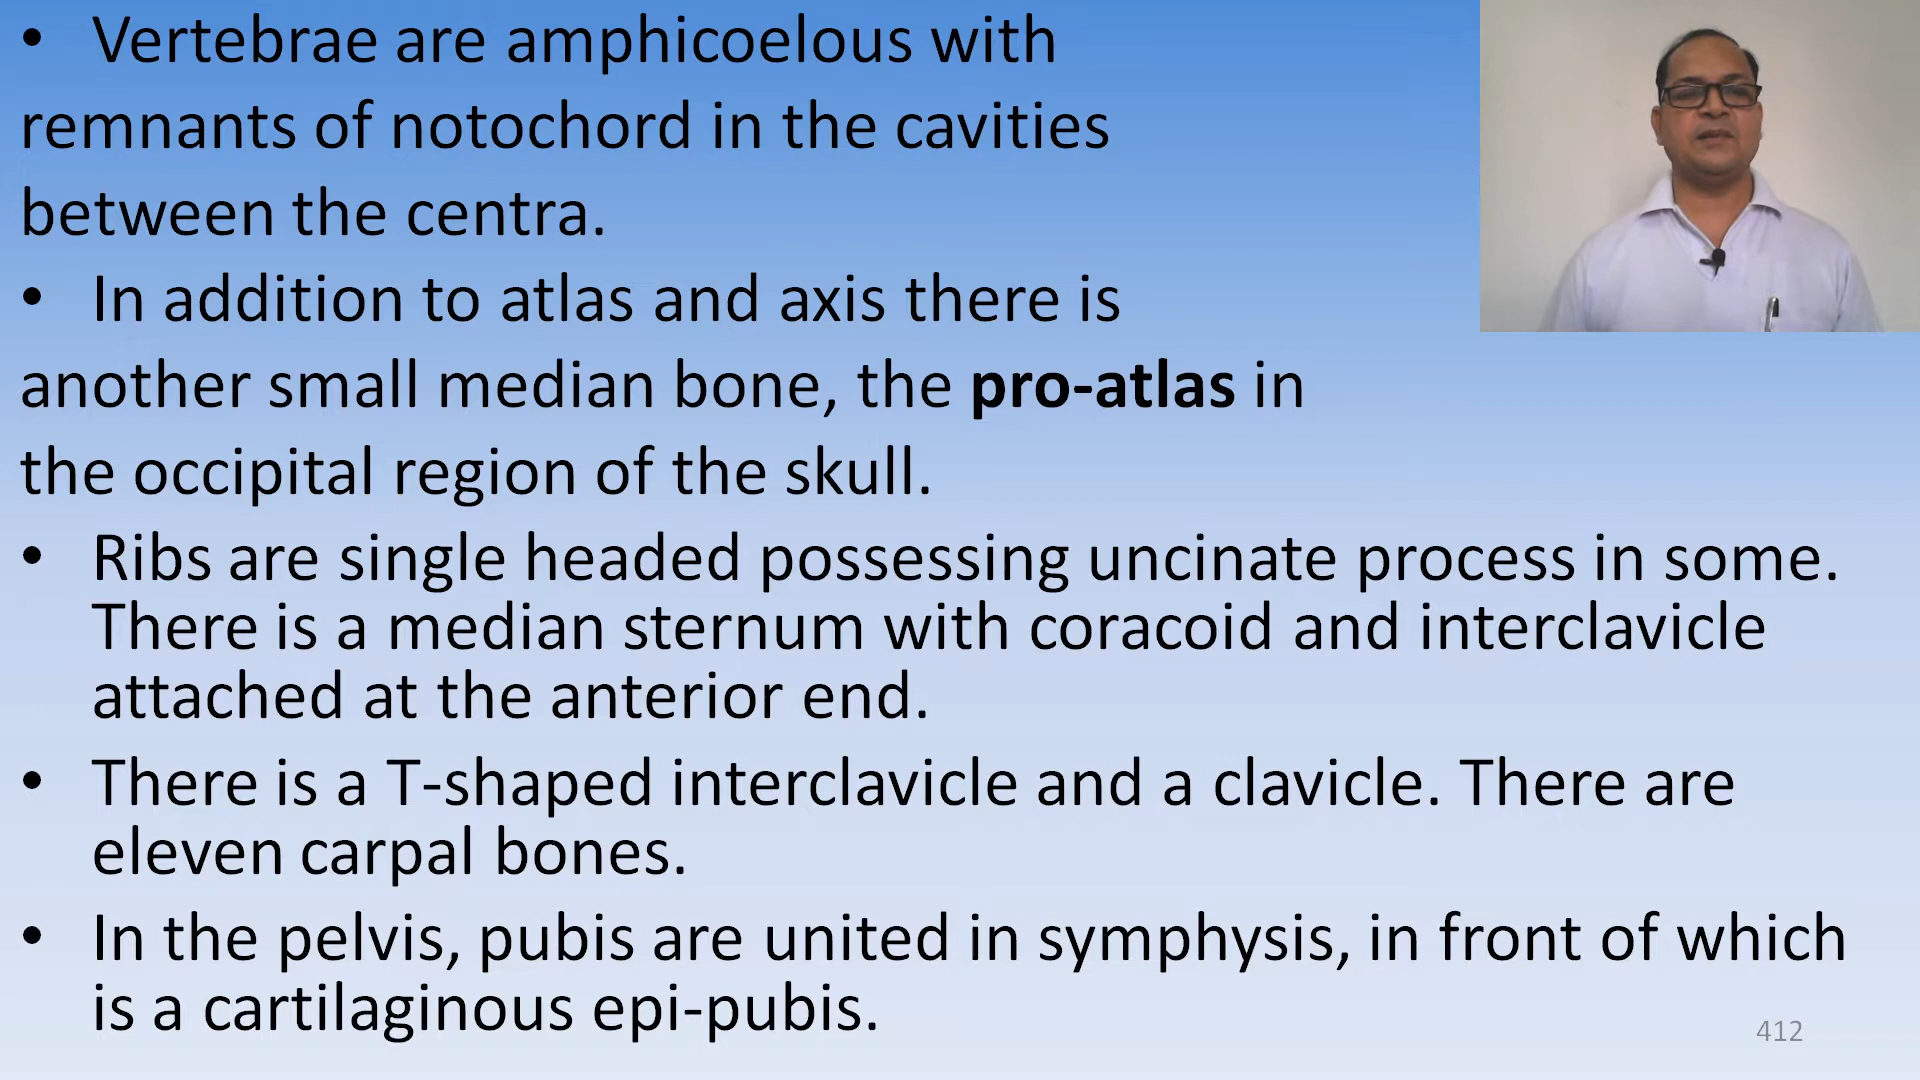 • Vertebrae are amphicoelous with
remnants of notochord in the cavities
between the centra.
• In addition to atlas and axis there is
another small median bone, the pro-atlas in
the occipital region of the skull.
• Ribs are single headed possessing uncinate process in some.
There is a median sternum with coracoid and interclavicle
attached at the anterior end.
• There is a T-shaped interclavicle and a clavicle. There are
eleven carpal bones.
• In the pelvis, pubis are united in symphysis, in front of which
is a cartilaginous epi-pubis.
412